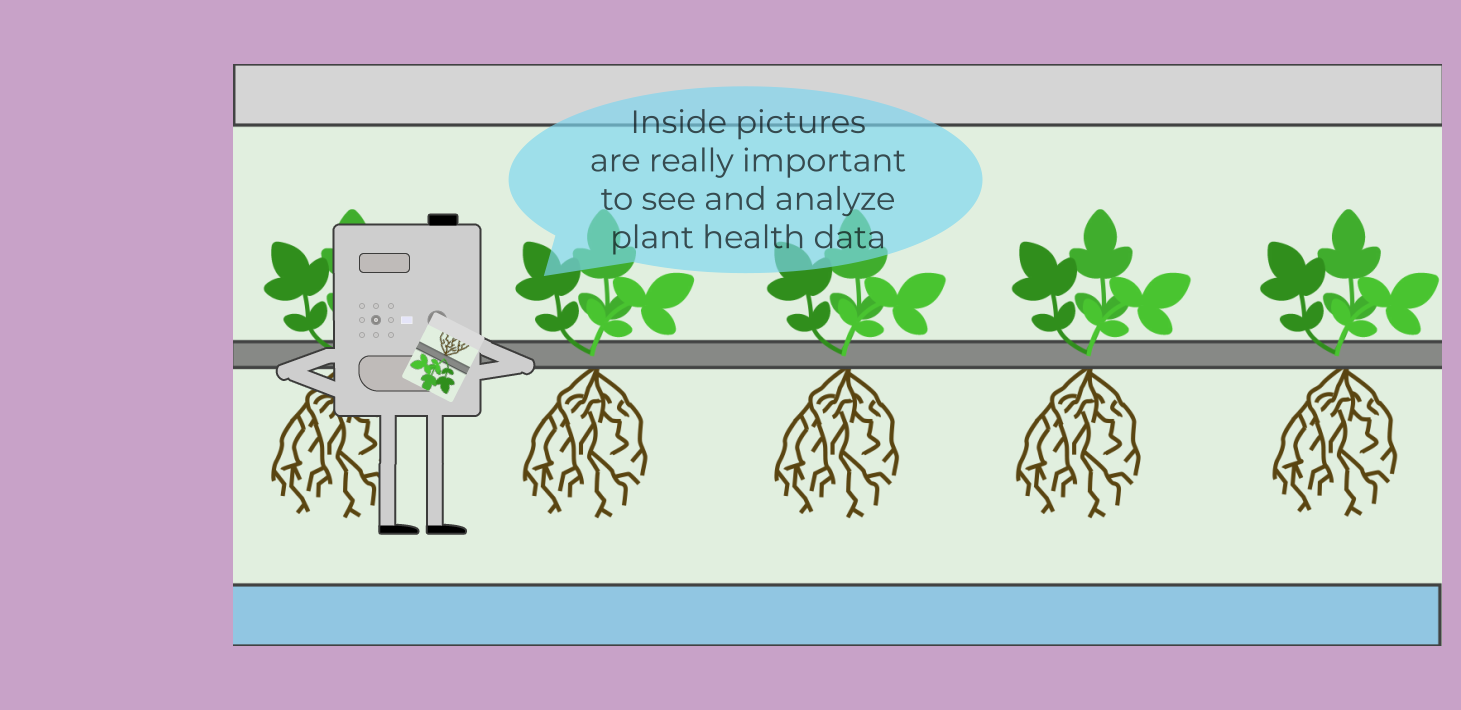 Inside pictures
are really important
to see and analyze
plant health data